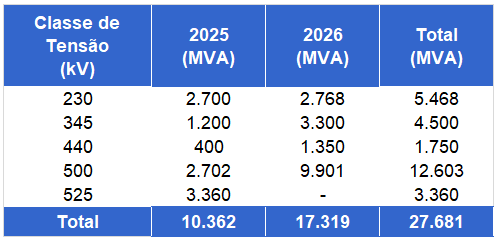 Classe de Tensão (kV) 2025 (MVA) 2026 (MVA) Total (MVA)
230 2.700 2.768 5.468
345 1.200 3.300 4.500
440 400 1.350 1.750
500 2.702 9.901 12.603
525 3.360 - 3.360
Total 10.362 17.319 27.681